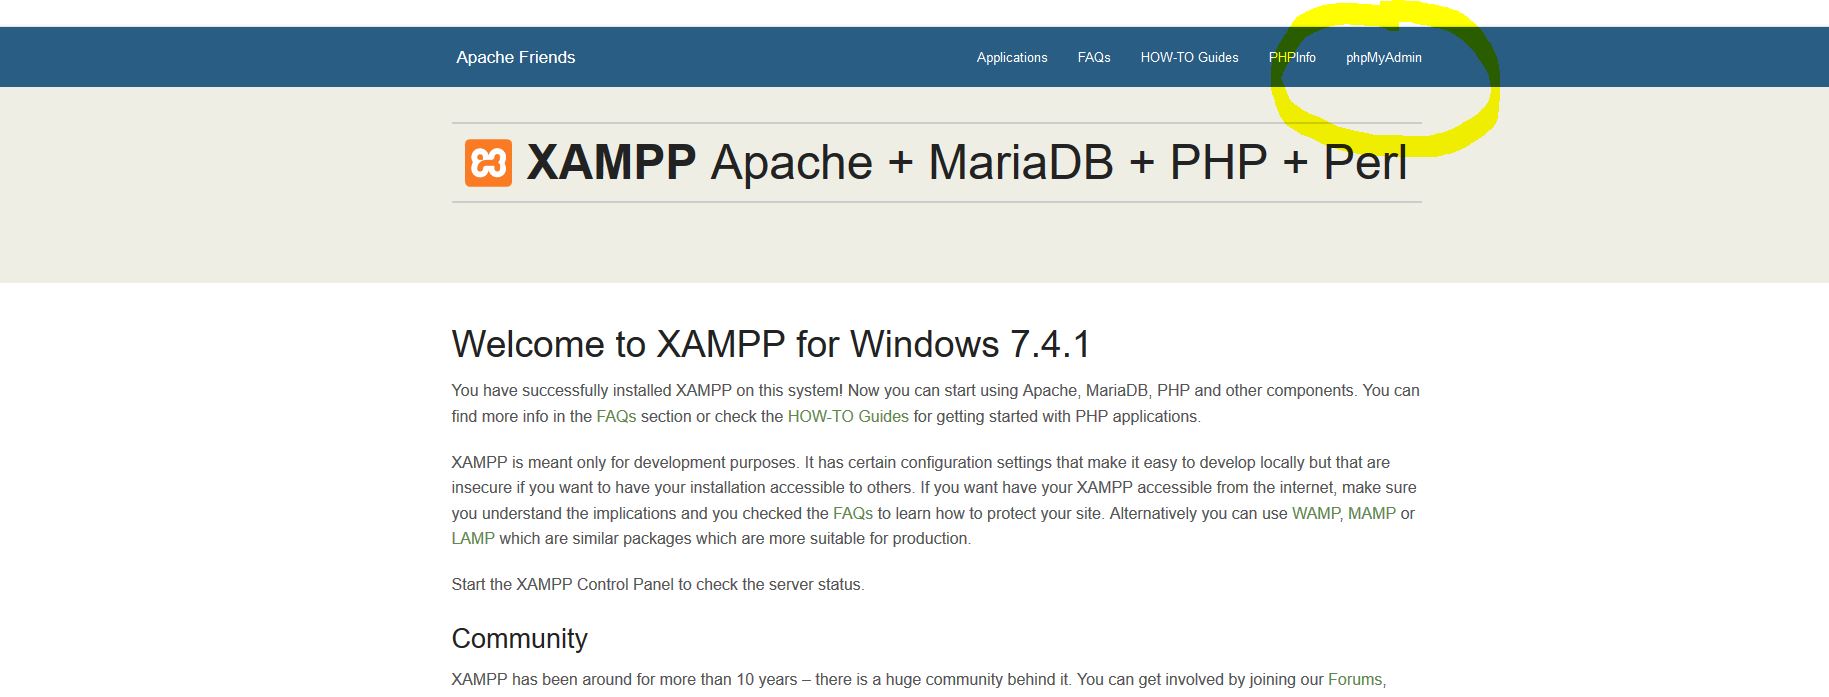 Apache Friends
Applications FAQs HOW-TO Guides PHPInfo phpMyAdmin
XAMPP Apache + MariaDB + PHP + Perl
Welcome to XAMPP for Windows 7.4.1
You have successfully installed XAMPP on this system! Now you can start using Apache, MariaDB, PHP and other components. You can
find more info in the FAQs section or check the HOW-TO Guides for getting started with PHP applications.
XAMPP is meant only for development purposes. It has certain configuration settings that make it easy to develop locally but that are
insecure if you want to have your installation accessible to others. If you want have your XAMPP accessible from the internet, make sure
you understand the implications and you checked the FAQs to learn how to protect your site. Alternatively you can use WAMP, MAMP or
LAMP which are similar packages which are more suitable for production.
Start the XAMPP Control Panel to check the server status.
Community
XAMPP has been around for more than 10 years – there is a huge community behind it. You can get involved by joining our Forums,